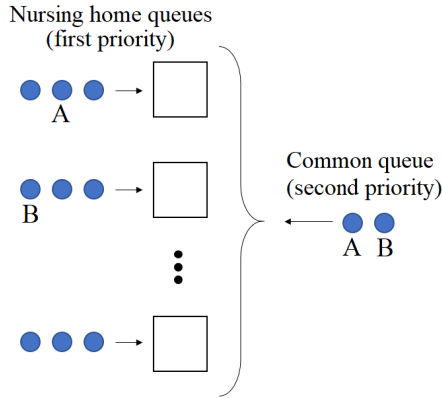 Nursing home queues
(first priority)
A
B
Common queue
(second priority)
A B